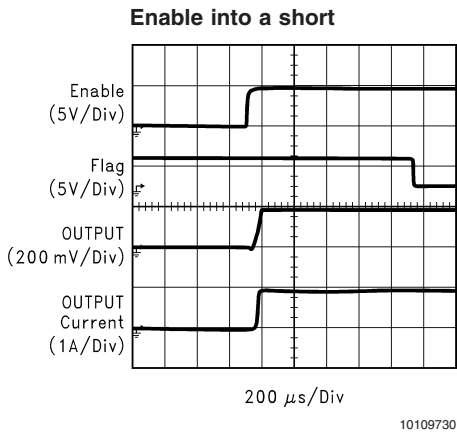 Enable into a short
Enable
(5V/Div)
Flag
(5V/Div)
OUTPUT
(200 mV/Div)
OUTPUT
Current
(1A/Div)
200 μs/Div
10109730